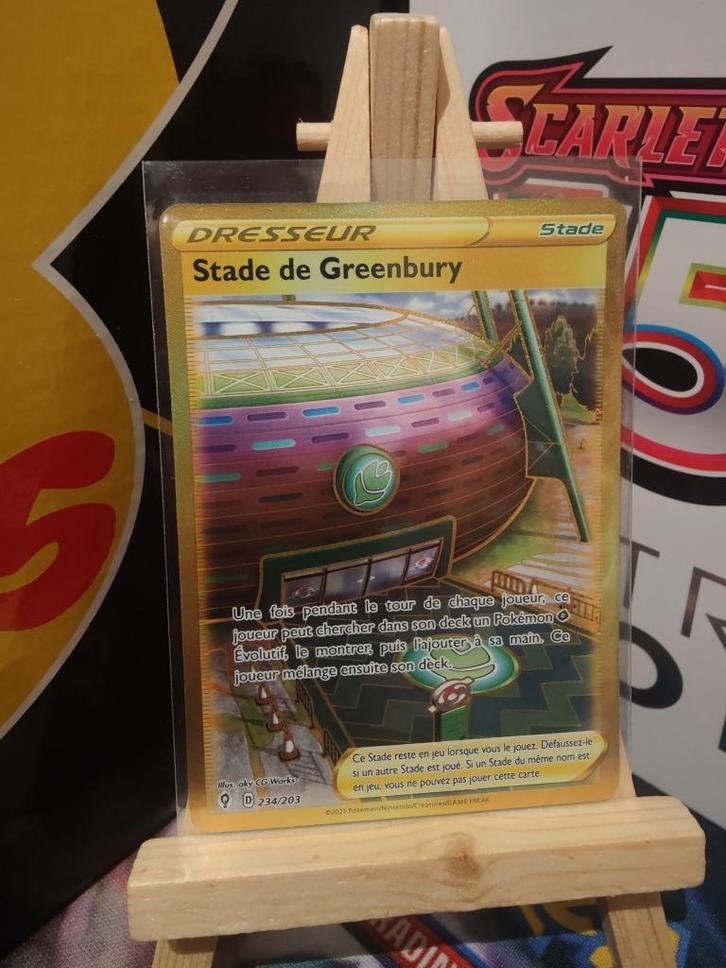 SCARLET
DRESSEUR
Stade
Stade de Greenbury
Une fois pendant le tour de chaque joueur, ce
joueur peut chercher dans son deck un Pokémon
Évolutif, le montrer, puis l'ajouter à sa main. Ce
joueur mélange ensuite son deck.
Ce Stade reste en jeu lorsque vous le jouez. Défaussez-le
si un autre Stade est joué. Si un Stade du même nom est
en jeu, vous ne pouvez pas jouer cette carte.
Illus. aky CG Works
D 234/203
©2021 Pokémon/Nintendo/Creatures/GAME FREAK